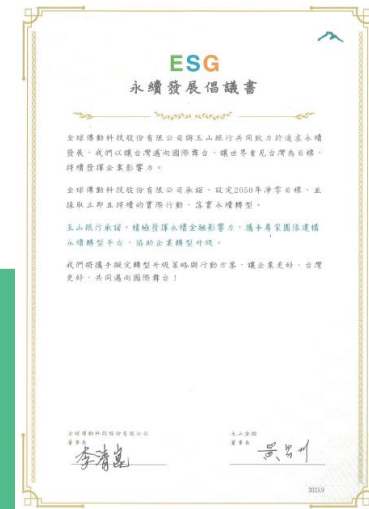 ESG
永續發展倡議書
全球傳動科技股份有限公司與玉山銀行共同致力於追求永續
發展，我們以讓台灣邁向國際舞台、讓世界看見台灣為目標，
持續發揮企業影響力。
全球傳動科技股份有限公司承諾，設定2050年淨零目標，並
採取立即且持續的實際行動，落實永續轉型。
玉山銀行承諾，積極發揮永續金融影響力，攜手專家團隊建構
永續轉型平台，協助企業轉型升級。
我們將攜手擬定轉型升級策略與行動方案，讓企業更好、台灣
更好，共同邁向國際舞台！
全球傳動科技股份有限公司
董事長
李清崑
玉山金控
董事長
黃男州